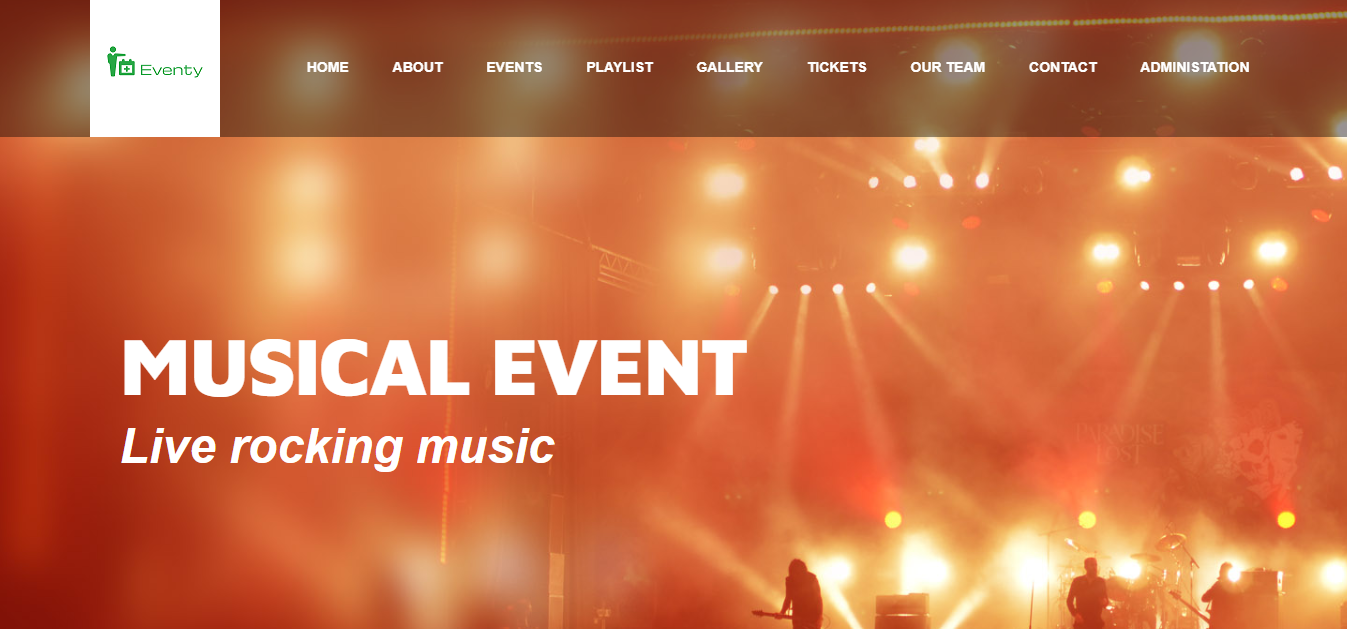 Eventy
HOME ABOUT EVENTS PLAYLIST GALLERY TICKETS OUR TEAM CONTACT ADMINISTATION
MUSICAL EVENT
Live rocking music
PARADISE
LOST